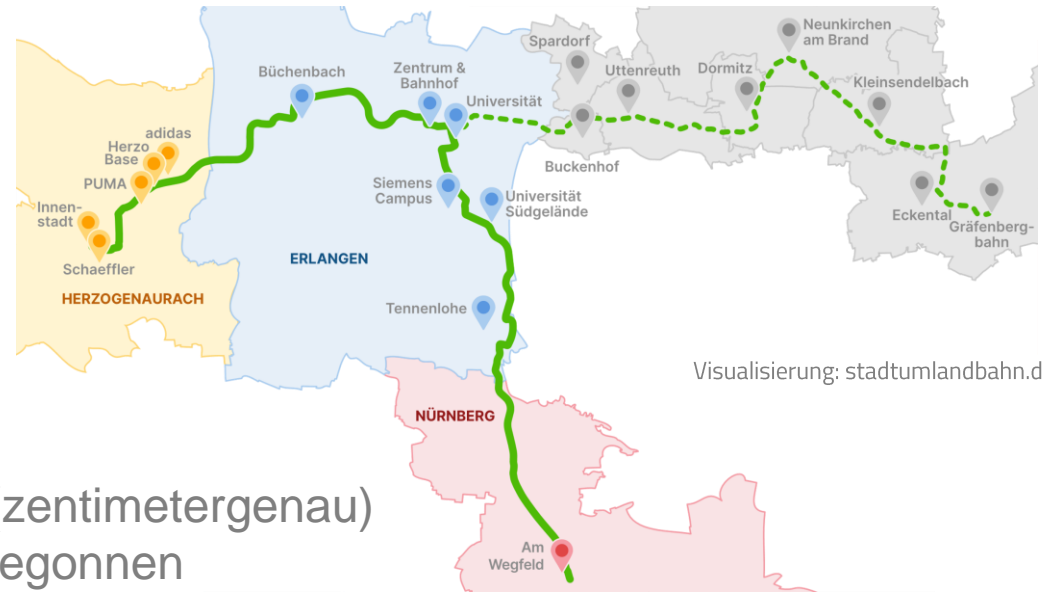 Neunkirchen
am Brand
Spardorf
Büchenbach
Zentrum &
Bahnhof
Uttenreuth
Dormitz
Kleinsendelbach
Universität
adidas
Herzo
Base
PUMA
Buckenhof
Siemens
Campus
Universität
Südgelände
Innen-
stadt
Eckental
Gräfenberg-
bahn
Schaeffler
ERLANGEN
HERZOGENAURACH
Tennenlohe
Visualisierung: stadtumlandbahn.d
NÜRNBERG
zentimetergenau)
egonnen
Am
Wegfeld